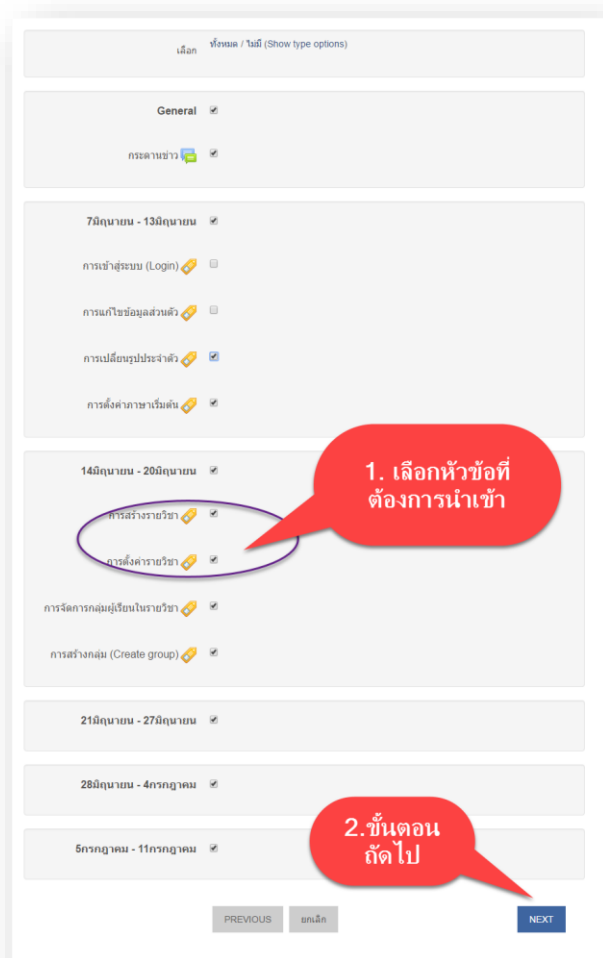 เลือก ทั้งหมด / ไม่มี (Show type options)
General
กระดานข่าว
7มิถุนายน - 13มิถุนายน
การเข้าสู่ระบบ (Login)
การแก้ไขข้อมูลส่วนตัว
การเปลี่ยนรูปประจำตัว
การตั้งค่าภาษาเริ่มต้น
14มิถุนายน - 20มิถุนายน
1. เลือกหัวข้อที่
ต้องการนำเข้า
การสร้างรายวิชา
การตั้งค่ารายวิชา
การจัดการกลุ่มผู้เรียนในรายวิชา
การสร้างกลุ่ม (Create group)
21มิถุนายน - 27มิถุนายน
28มิถุนายน - 4กรกฎาคม
2.ขั้นตอน
ถัดไป
5กรกฎาคม - 11กรกฎาคม
PREVIOUS ยกเลิก NEXT